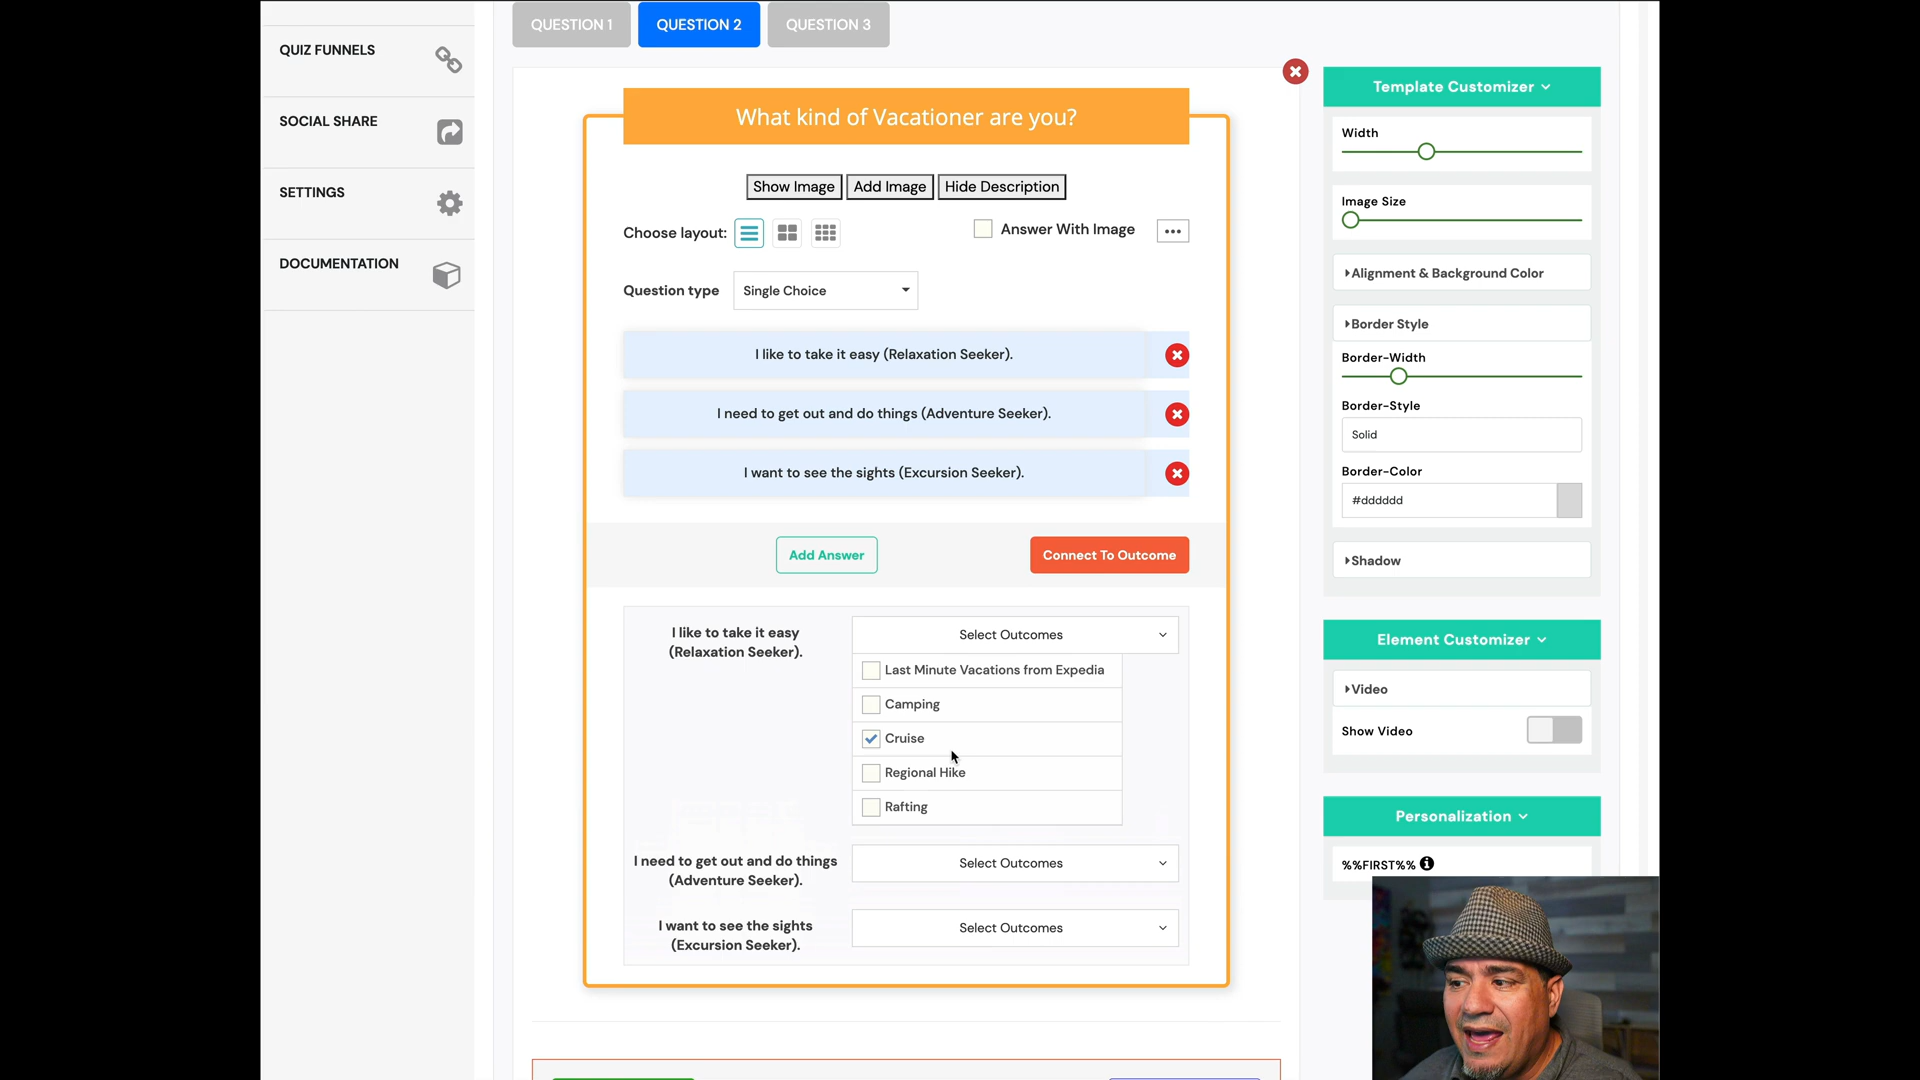 QUESTION 1
QUESTION 2
QUESTION 3
QUIZ FUNNELS
SOCIAL SHARE
SETTINGS
DOCUMENTATION
What kind of Vacationer are you?
Show Image
Add Image
Hide Description
Choose layout:
Answer With Image
Question type
Single Choice
I like to take it easy (Relaxation Seeker).
I need to get out and do things (Adventure Seeker).
I want to see the sights (Excursion Seeker).
Add Answer
Connect To Outcome
I like to take it easy
(Relaxation Seeker).
Select Outcomes
Last Minute Vacations from Expedia
Camping
Cruise
Regional Hike
Rafting
I need to get out and do things
(Adventure Seeker).
Select Outcomes
I want to see the sights
(Excursion Seeker).
Select Outcomes
Template Customizer
Width
Image Size
Alignment & Background Color
Border Style
Border-Width
Border-Style
Solid
Border-Color
#dddddd
Shadow
Element Customizer
Video
Show Video
Personalization
%%FIRST%%